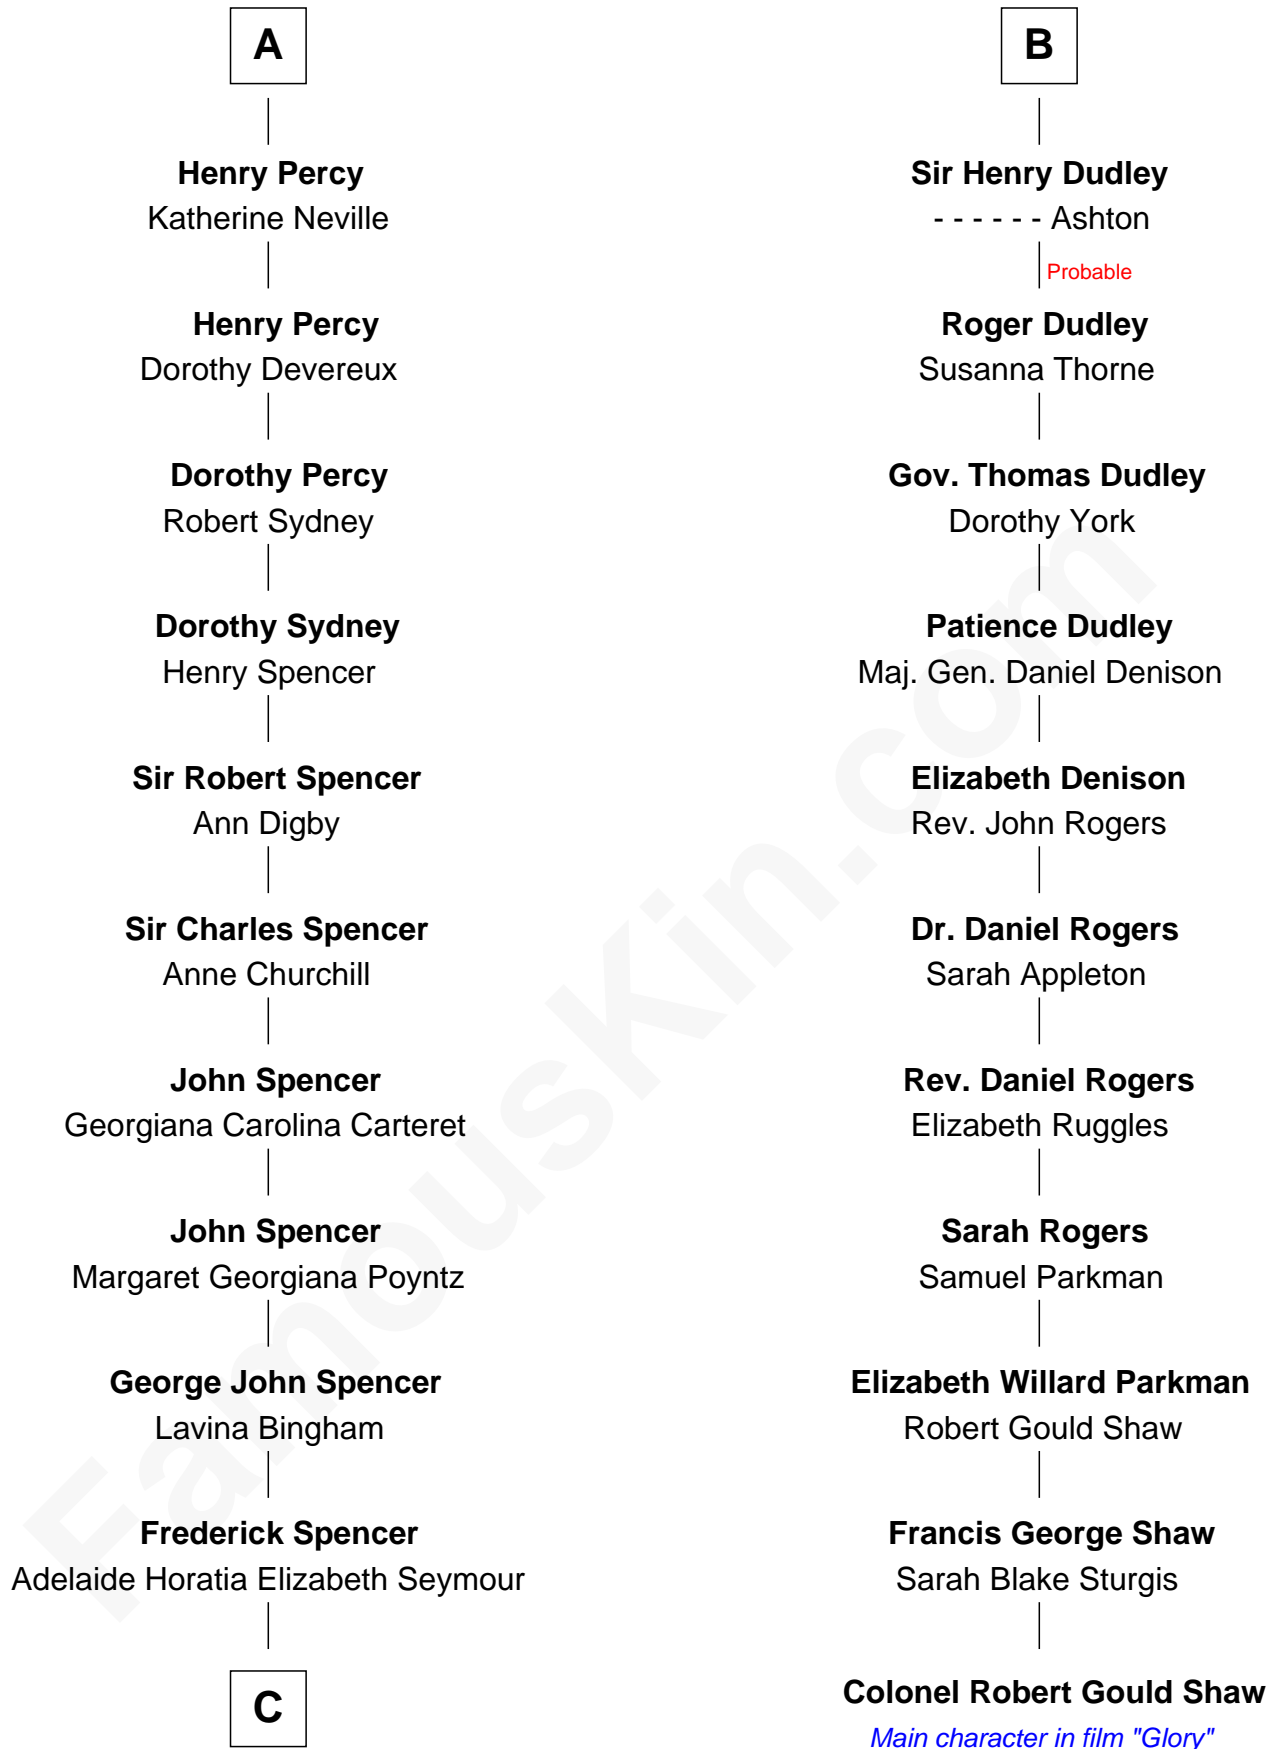 A
Henry Percy
Katherine Neville
Henry Percy
Dorothy Devereux
Dorothy Percy
Robert Sydney
Dorothy Sydney
Henry Spencer
Sir Robert Spencer
Ann Digby
Sir Charles Spencer
Anne Churchill
John Spencer
Georgiana Carolina Carteret
John Spencer
Margaret Georgiana Poyntz
George John Spencer
Lavina Bingham
Frederick Spencer
Adelaide Horatia Elizabeth Seymour
C
B
Sir Henry Dudley
- - - - - - Ashton
Probable
Roger Dudley
Susanna Thorne
Gov. Thomas Dudley
Dorothy York
Patience Dudley
Maj. Gen. Daniel Denison
Elizabeth Denison
Rev. John Rogers
Dr. Daniel Rogers
Sarah Appleton
Rev. Daniel Rogers
Elizabeth Ruggles
Sarah Rogers
Samuel Parkman
Elizabeth Willard Parkman
Robert Gould Shaw
Francis George Shaw
Sarah Blake Sturgis
Colonel Robert Gould Shaw
Main character in film "Glory"
FamousKin.com